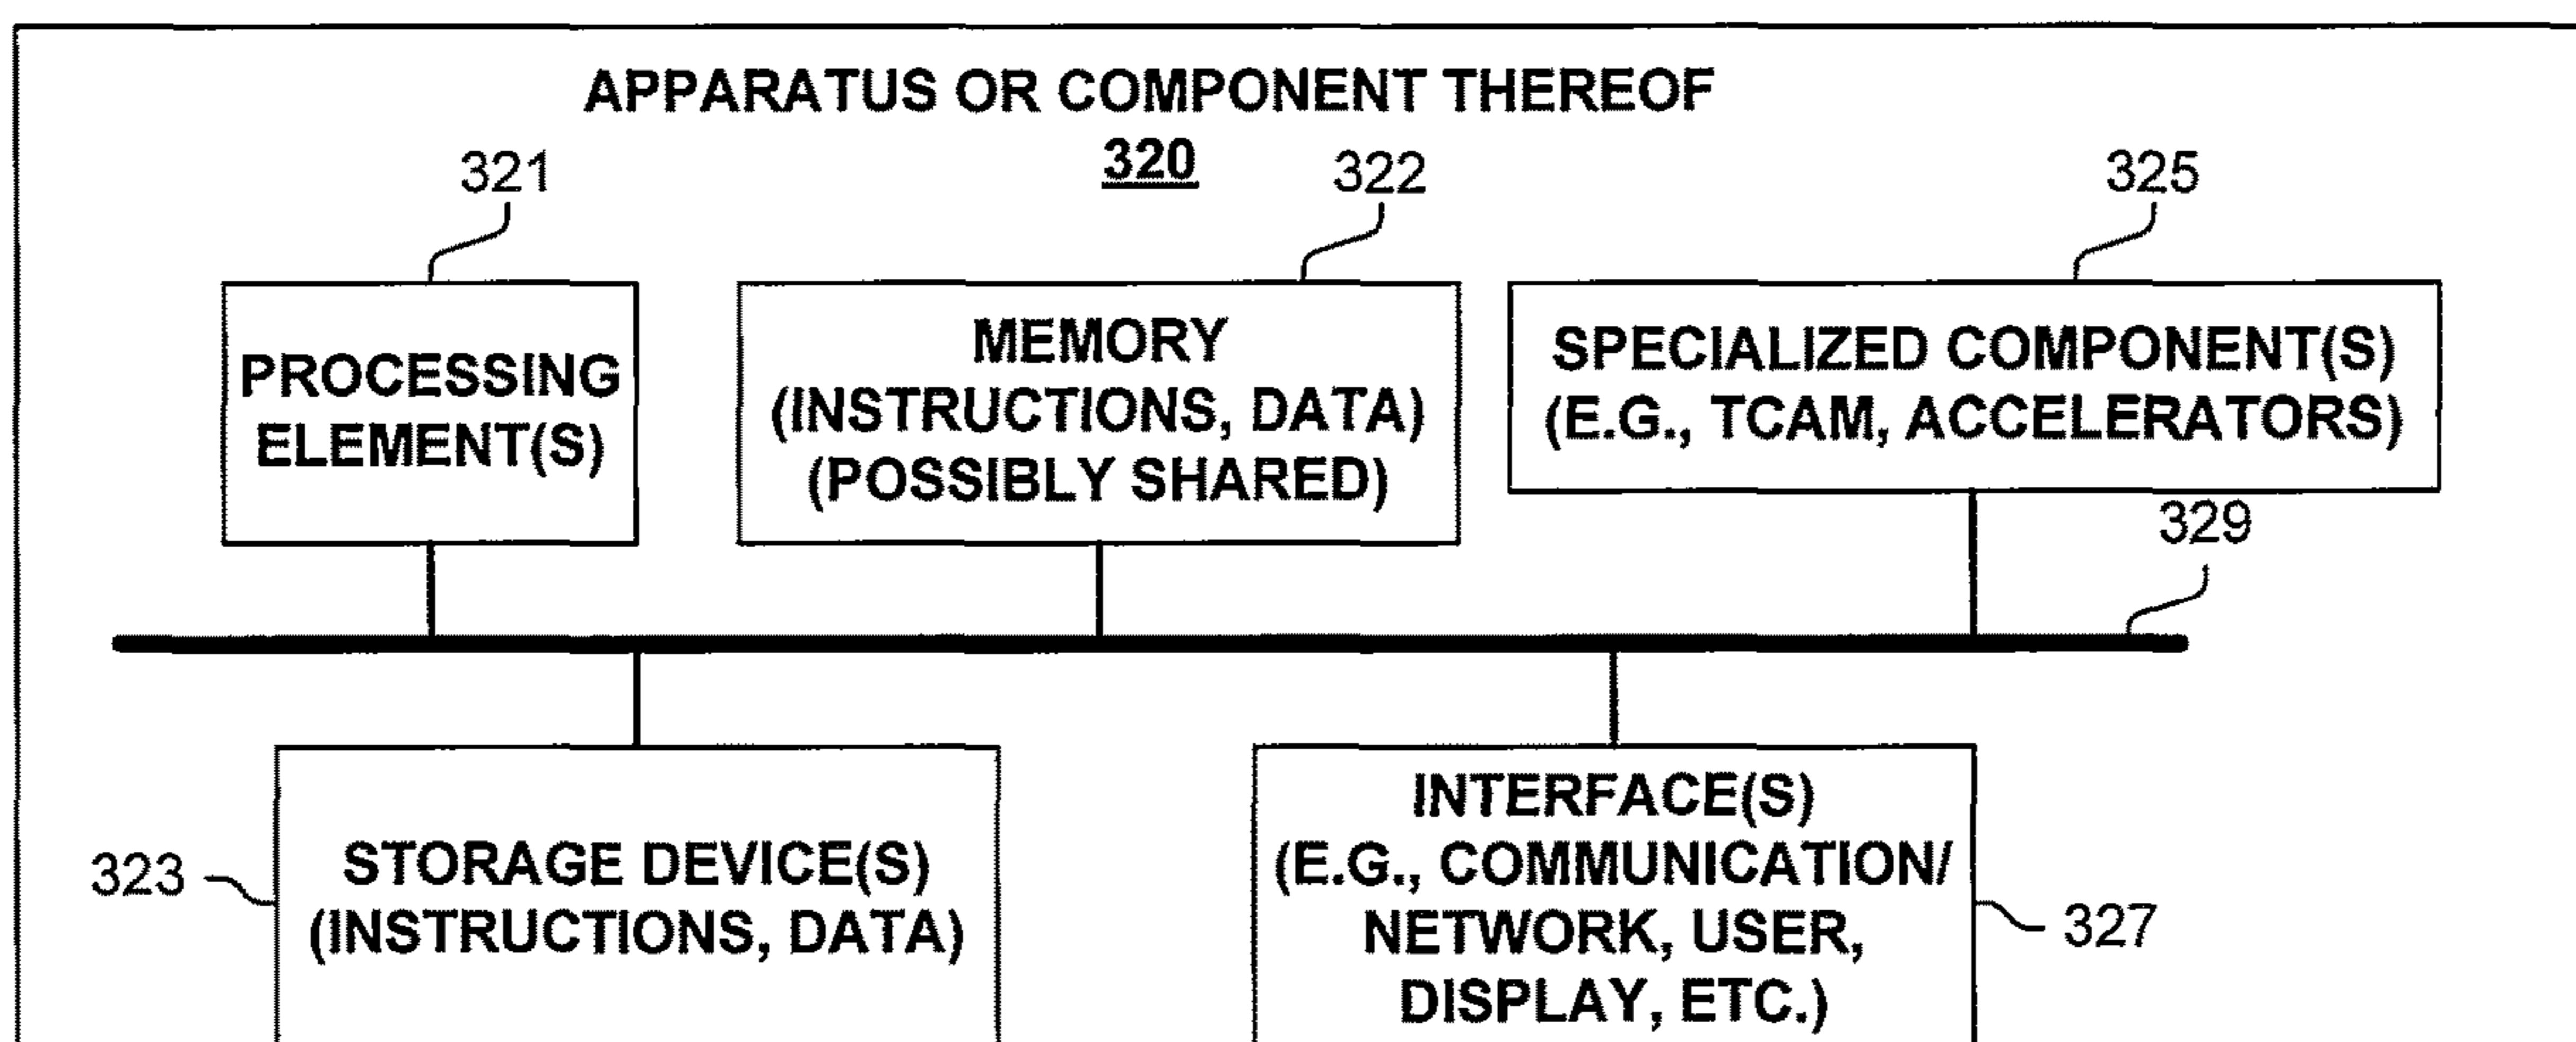 APPARATUS OR COMPONENT THEREOF
320
321
322
325
PROCESSING
ELEMENT(S)
MEMORY
(INSTRUCTIONS, DATA)
(POSSIBLY SHARED)
SPECIALIZED COMPONENT(S)
(E.G., TCAM, ACCELERATORS)
329
323
STORAGE DEVICE(S)
(INSTRUCTIONS, DATA)
INTERFACE(S)
(E.G., COMMUNICATION/
NETWORK, USER,
DISPLAY, ETC.)
327